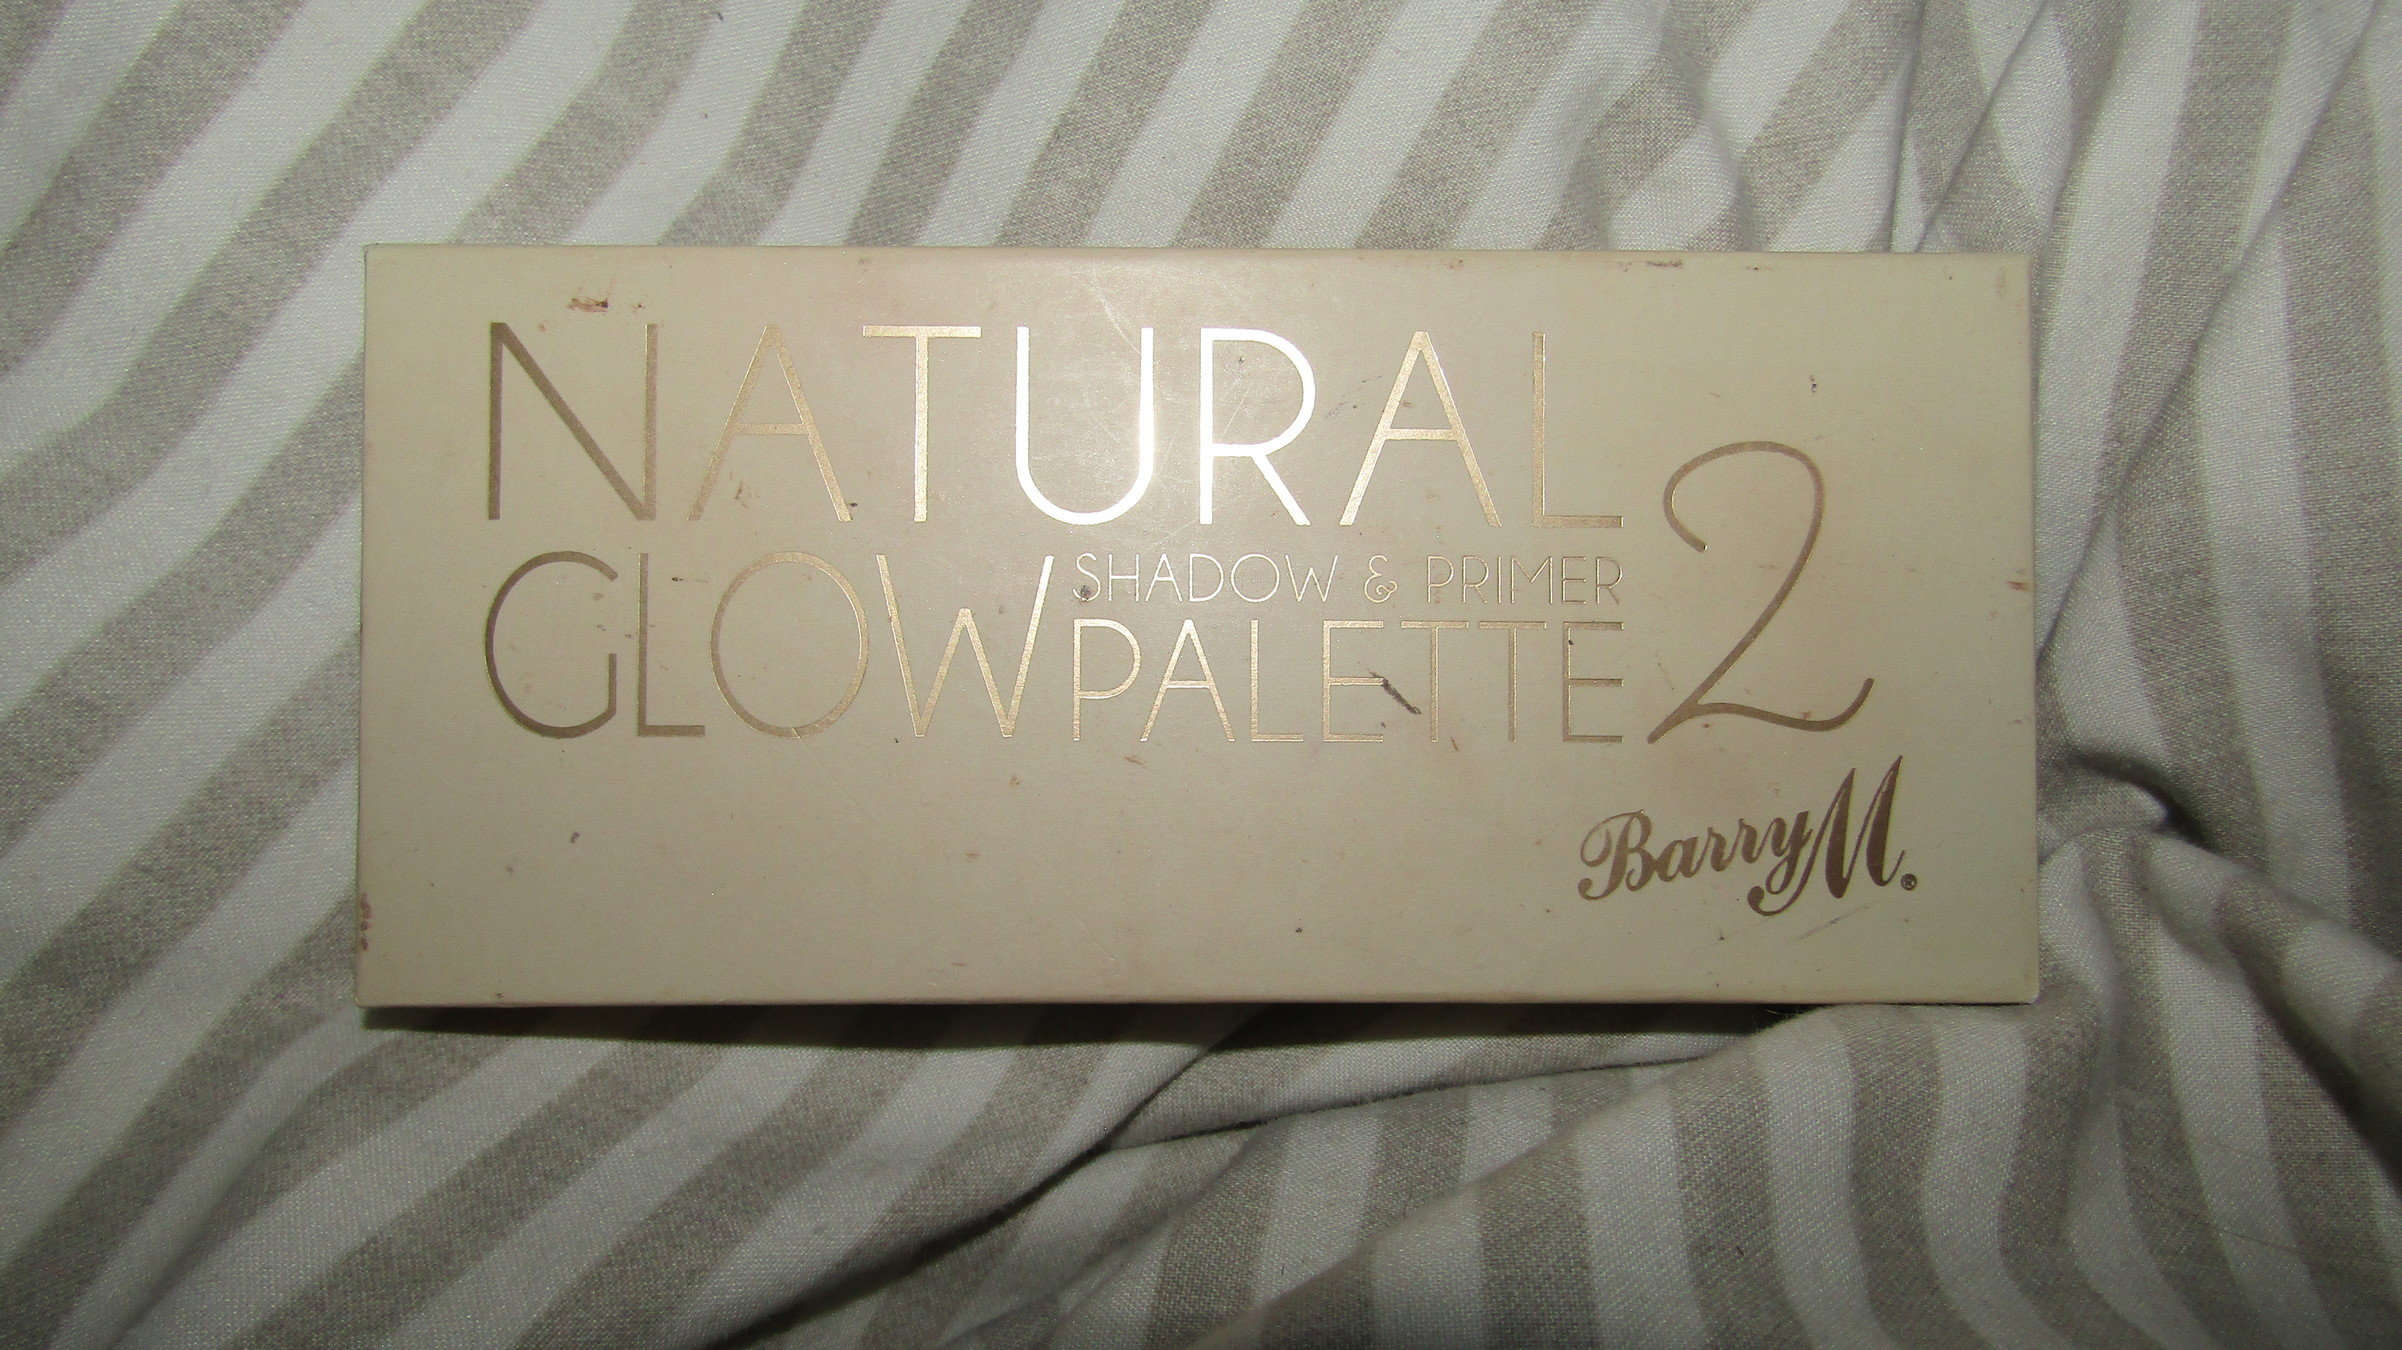 NATURAL
GLOW SHADOW & PRIMER
PALETTE 2
Barry M®